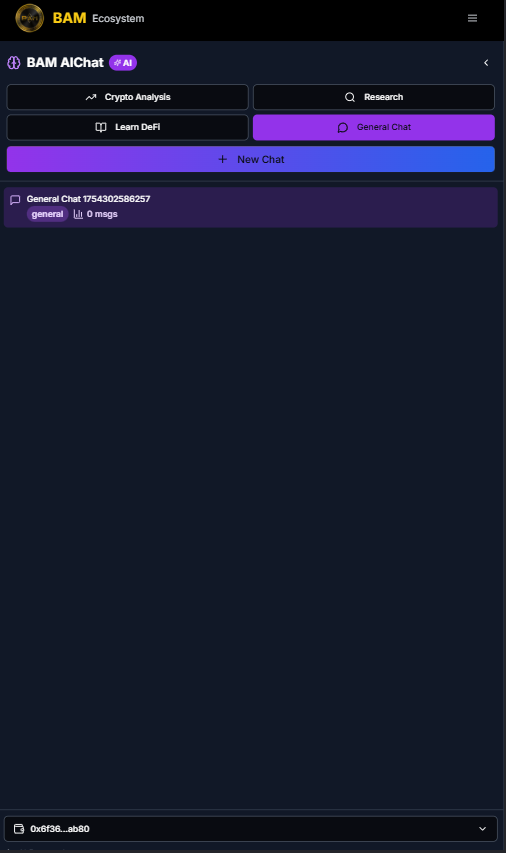 BAM Ecosystem
BAM AIChat AI
Crypto Analysis
Research
Learn DeFi
General Chat
+ New Chat
General Chat 1754302586257
general 0 msgs
0x6f36...ab80